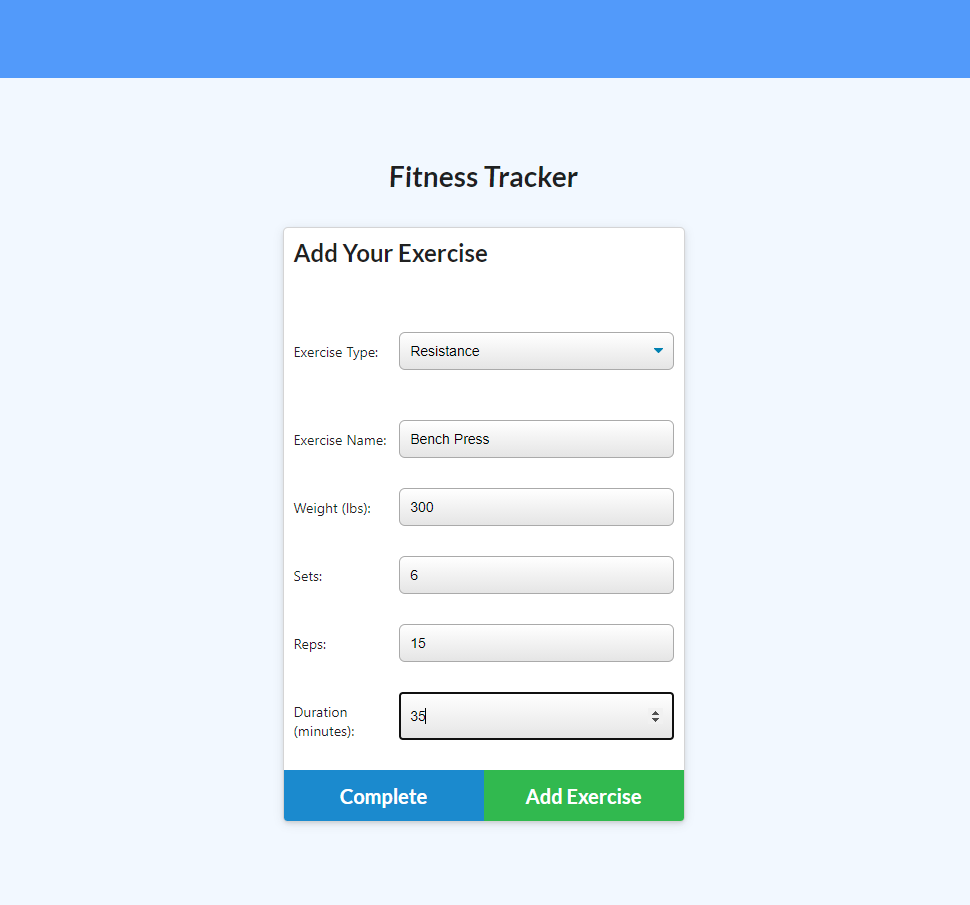 Fitness Tracker
Add Your Exercise
Exercise Type: Resistance
Exercise Name: Bench Press
Weight (lbs): 300
Sets: 6
Reps: 15
Duration
(minutes): 35
Complete Add Exercise